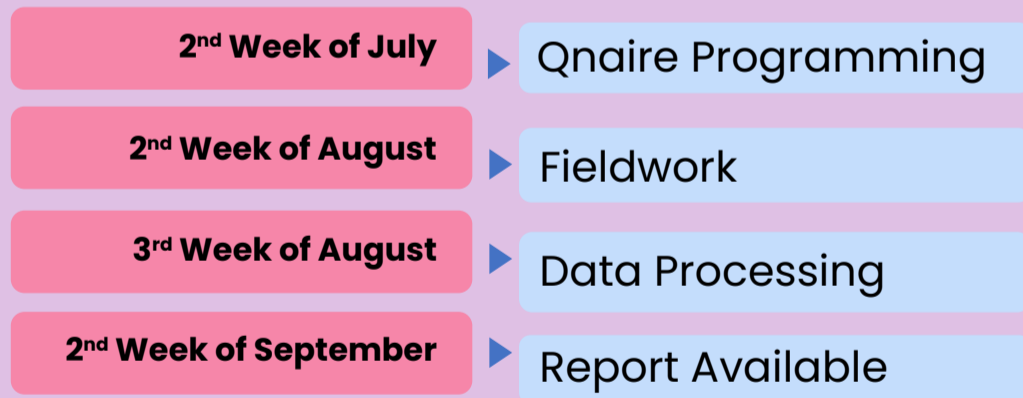 2nd Week of July
Qnaire Programming
2nd Week of August
Fieldwork
3rd Week of August
Data Processing
2nd Week of September
Report Available